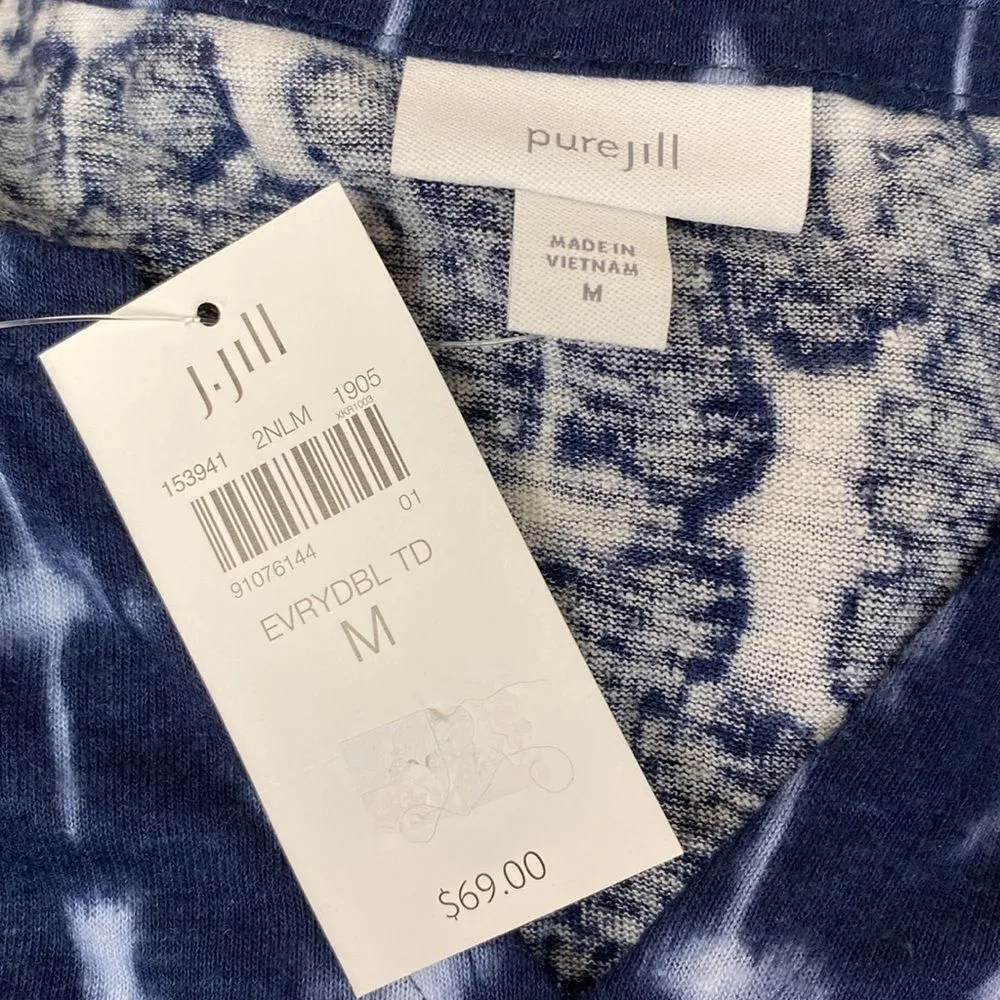 purejill
MADE IN
VIETNAM
M
J.Jill
153941 2NLM 1905
XKR1003
01
91076144
EVRYDBL TD
M
$69.00